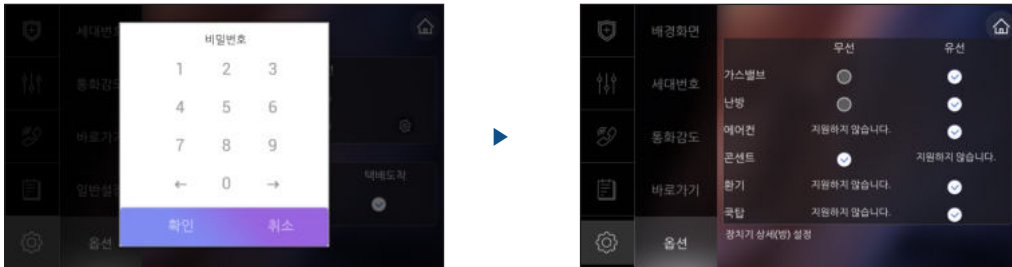 세대번호
통화감도
바로가기
일반설정
옵션
비밀번호
1 2 3
4 5 6
7 8 9
← 0 →
확인 취소
택배도착
배경화면
세대번호
통화감도
바로가기
옵션
무선 유선
가스밸브
난방
에어컨 지원하지 않습니다.
콘센트 지원하지 않습니다.
환기 지원하지 않습니다.
쿡탑 지원하지 않습니다.
장치기 상세(방) 설정